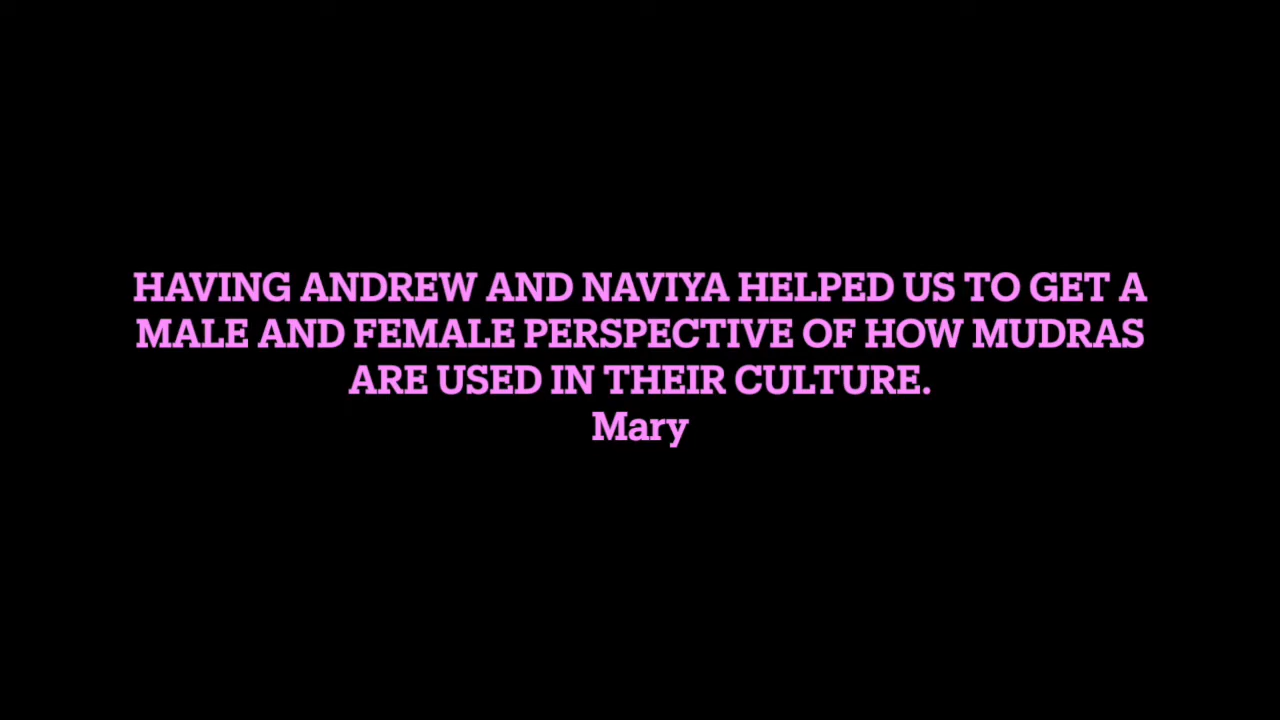 HAVING ANDREW AND NAVIYA HELPED US TO GET A
MALE AND FEMALE PERSPECTIVE OF HOW MUDRAS
ARE USED IN THEIR CULTURE.
Mary